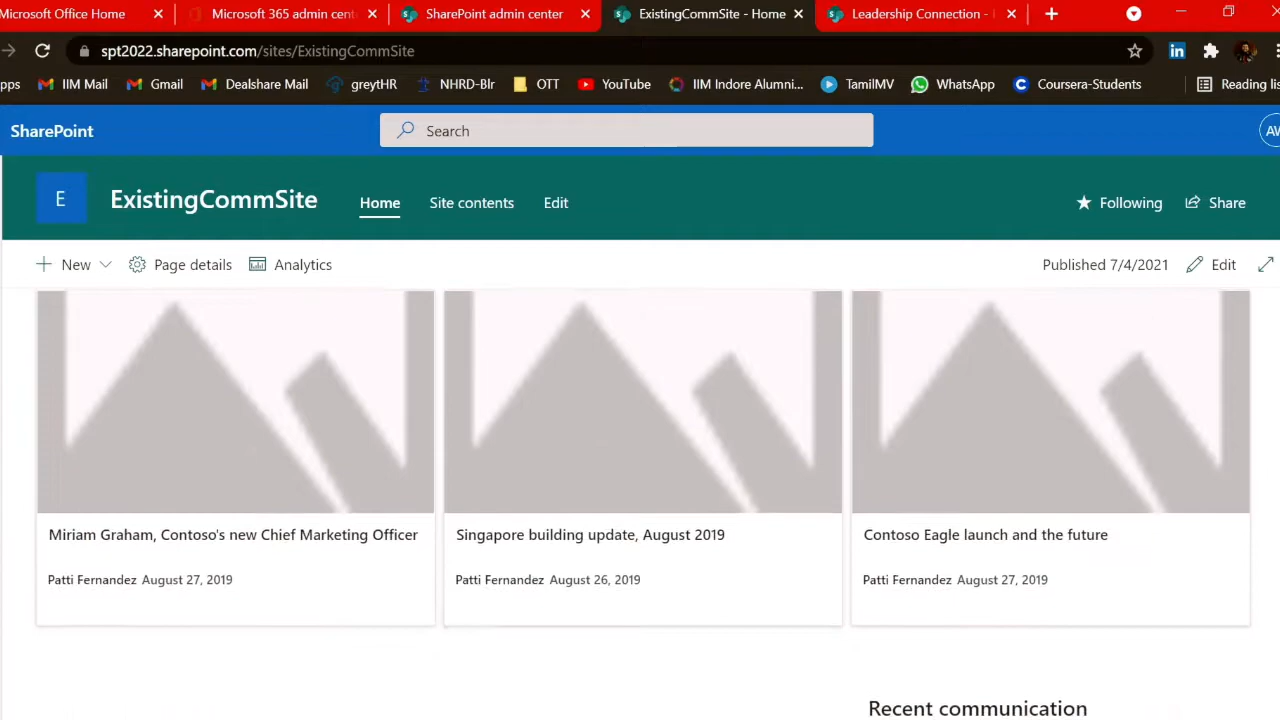 Microsoft Office Home
Microsoft 365 admin cent
SharePoint admin center
ExistingCommSite - Home
Leadership Connection -
spt2022.sharepoint.com/sites/ExistingCommSite
pps
IIM Mail
Gmail
Dealshare Mail
greytHR
NHRD-Blr
OTT
YouTube
IIM Indore Alumni...
TamilMV
WhatsApp
Coursera-Students
Reading lis
SharePoint
Search
E
ExistingCommSite
Home
Site contents
Edit
Following
Share
New
Page details
Analytics
Published 7/4/2021
Edit
Miriam Graham, Contoso's new Chief Marketing Officer
Patti Fernandez August 27, 2019
Singapore building update, August 2019
Patti Fernandez August 26, 2019
Contoso Eagle launch and the future
Patti Fernandez August 27, 2019
Recent communication